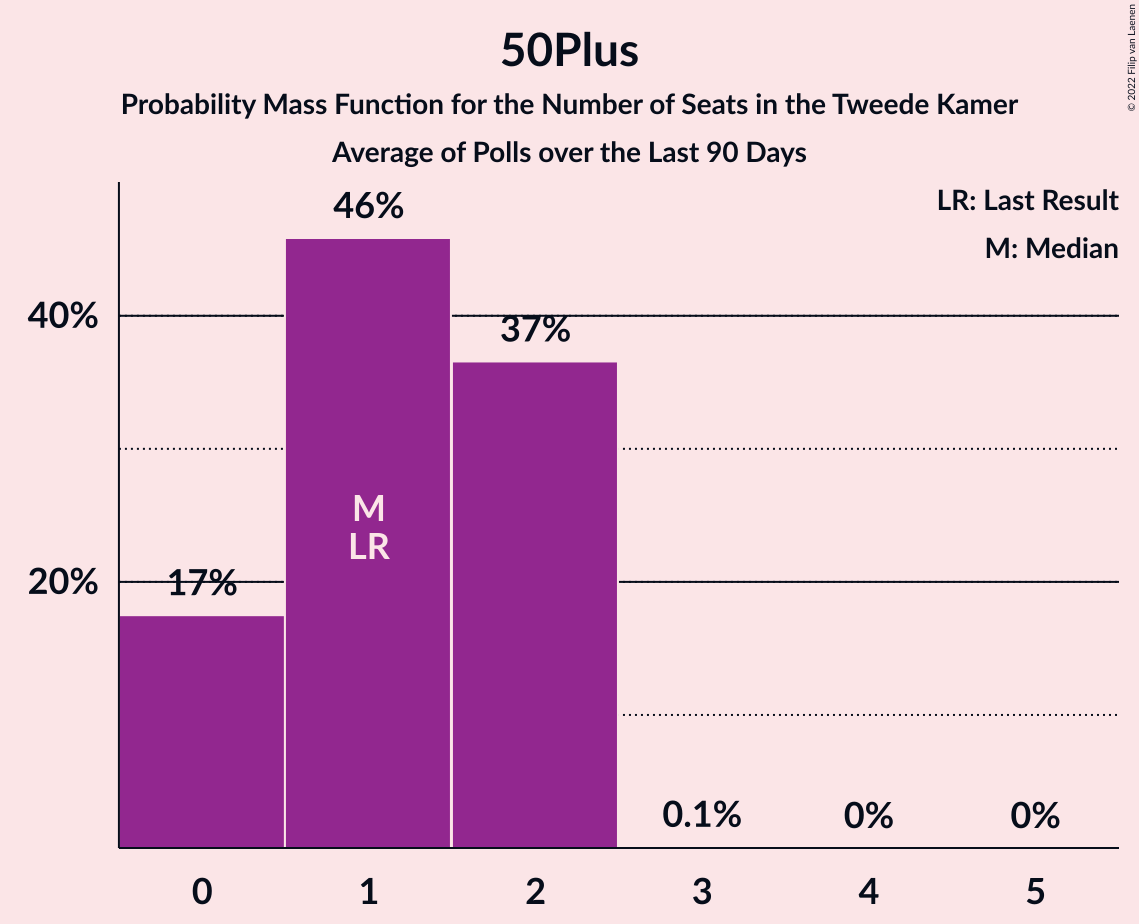 50Plus
Probability Mass Function for the Number of Seats in the Tweede Kamer
Average of Polls over the Last 90 Days
© 2022 Filip van Laenen
LR: Last Result
M: Median
46%
40%
37%
M
LR
20%
17%
0.1%
0%
0%
0
1
2
3
4
5